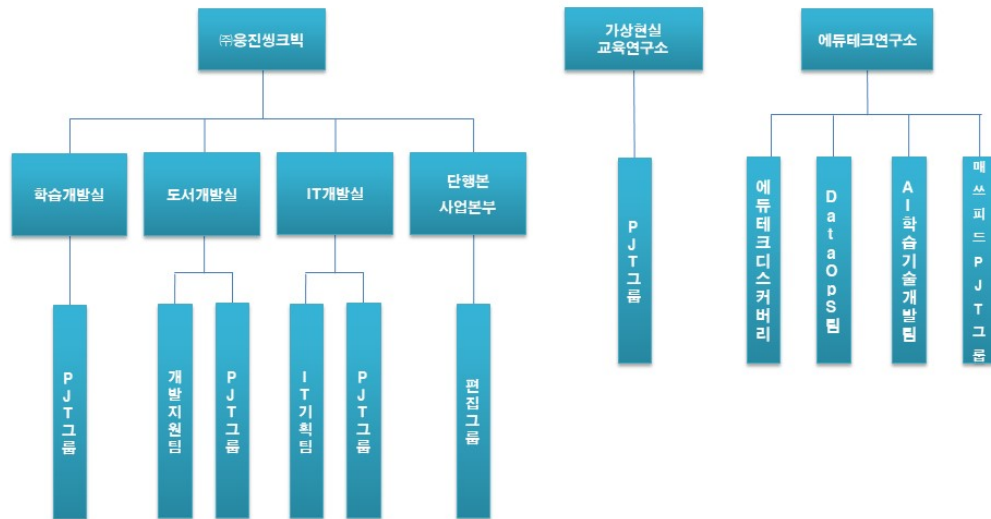 ㈜웅진씽크빅
가상현실
교육연구소
에듀테크연구소
학습개발실
도서개발실
IT개발실
단행본
사업본부
PJT그룹
개발지원팀
PJT그룹
IT기획팀
PJT그룹
편집그룹
PJT그룹
에듀테크디스커버리
DataOpS팀
AI학습기술개발팀
매쓰피드PJT그룹